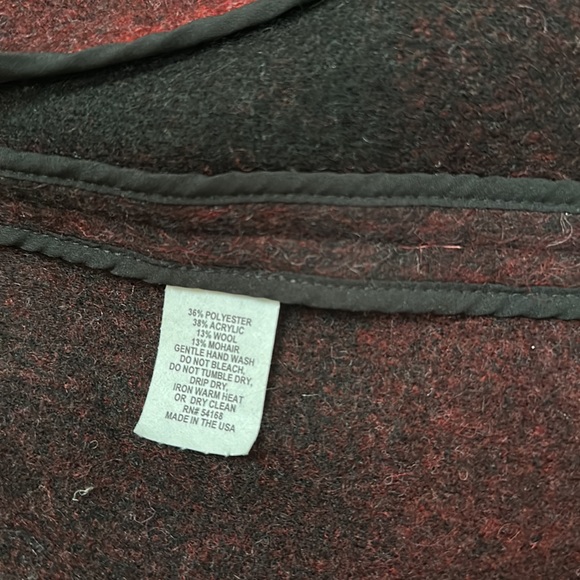 36% POLYESTER
38% ACRYLIC
13% WOOL
13% MOHAIR
GENTLE HAND WASH
DO NOT BLEACH,
DO NOT TUMBLE DRY,
DRIP DRY,
IRON WARM HEAT
OR DRY CLEAN
RN# 54168
MADE IN THE USA